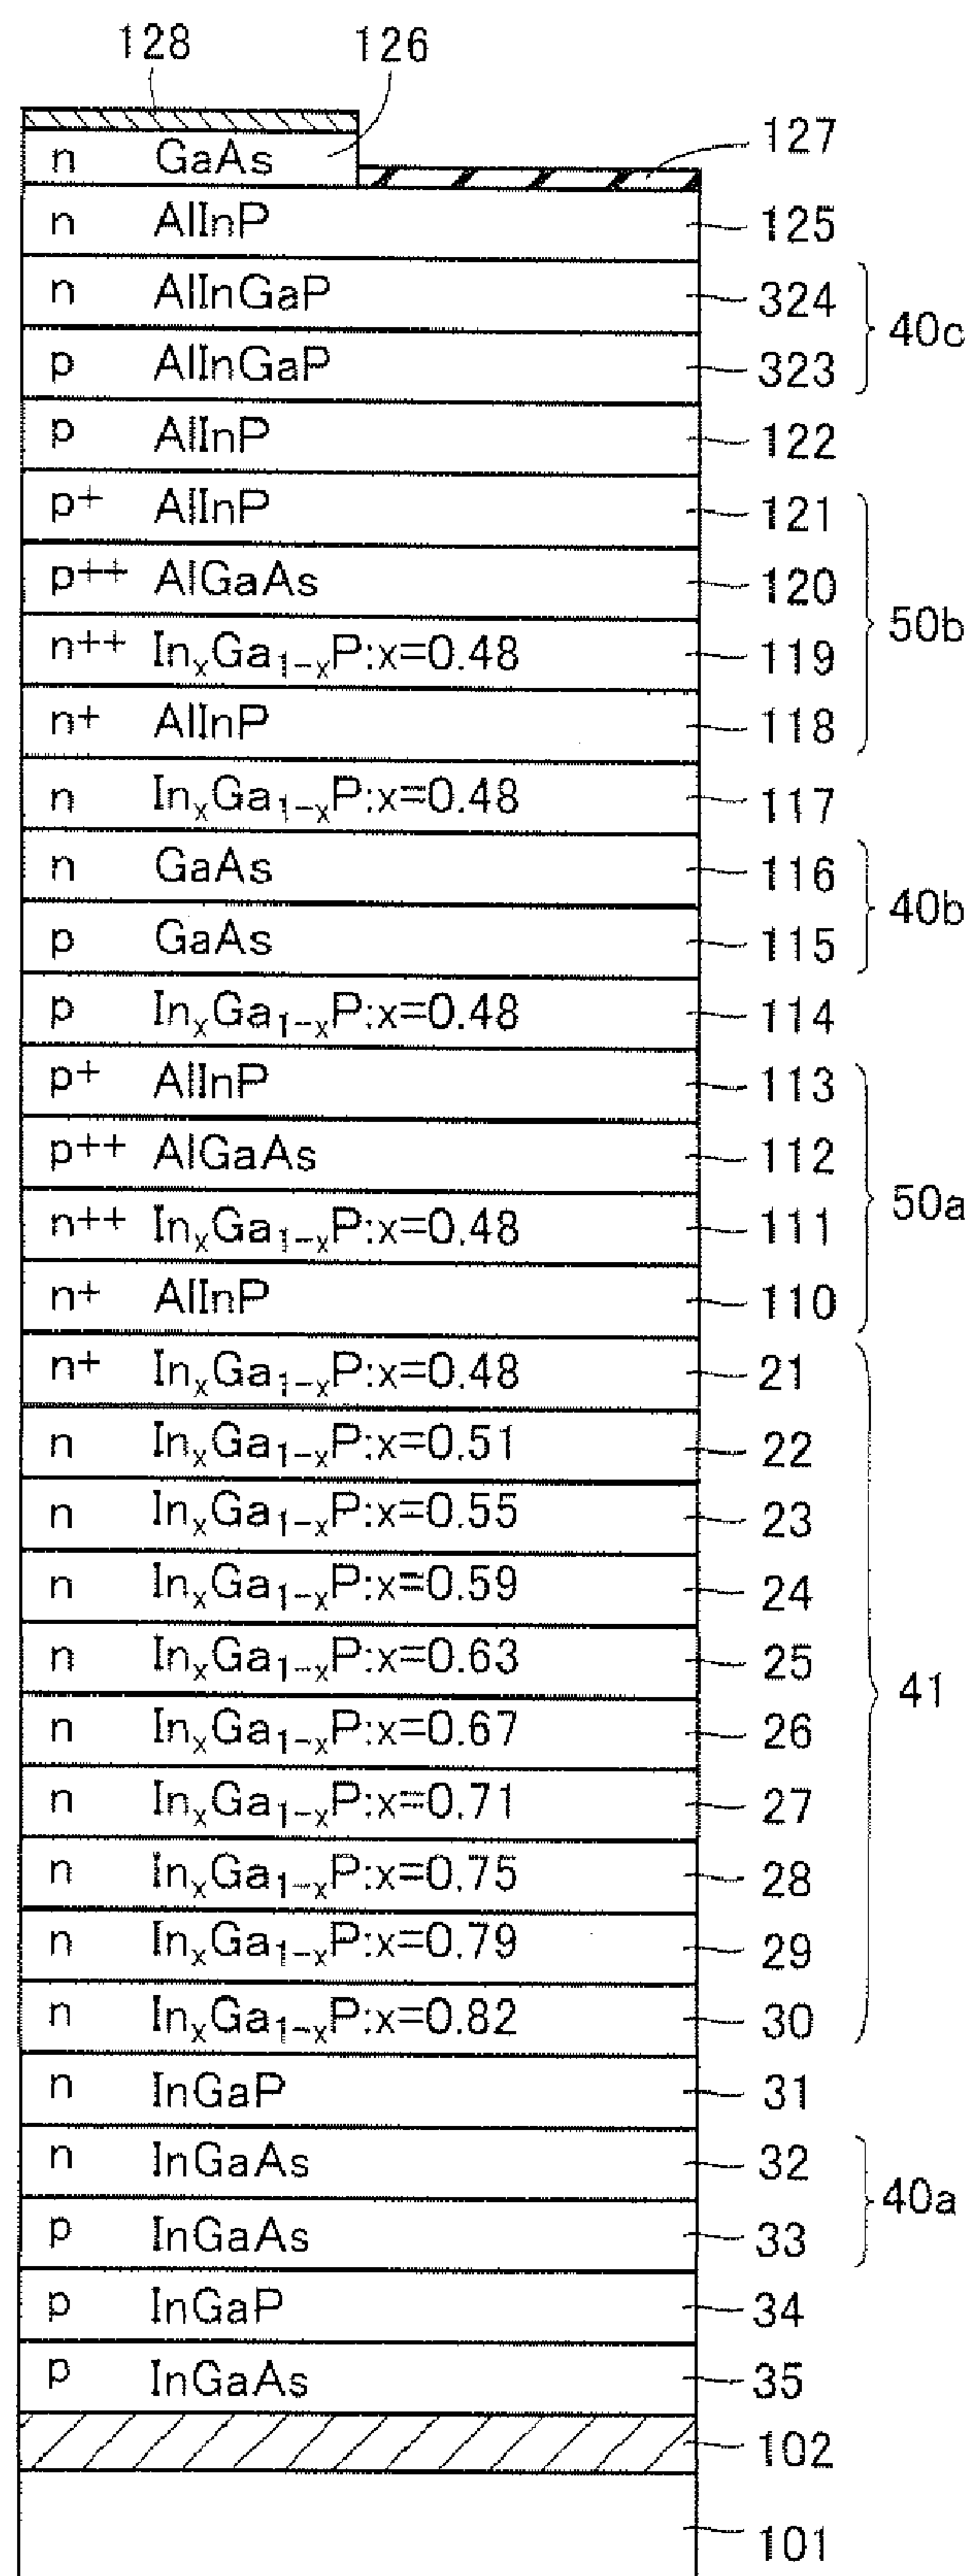 128 126
n GaAs 127
n AlInP 125
n AlInGaP 324
40c
p AlInGaP 323
p AlInP 122
p+ AlInP 121
p++ AlGaAs 120
50b
n++ InₓGa₁₋ₓP:x=0.48 119
n+ AlInP 118
n InₓGa₁₋ₓP:x=0.48 117
n GaAs 116
40b
p GaAs 115
p InₓGa₁₋ₓP:x=0.48 114
p+ AlInP 113
p++ AlGaAs 112
50a
n++ InₓGa₁₋ₓP:x=0.48 111
n+ AlInP 110
n+ InₓGa₁₋ₓP:x=0.48 21
n InₓGa₁₋ₓP:x=0.51 22
n InₓGa₁₋ₓP:x=0.55 23
n InₓGa₁₋ₓP:x=0.59 24
n InₓGa₁₋ₓP:x=0.63 25
41
n InₓGa₁₋ₓP:x=0.67 26
n InₓGa₁₋ₓP:x=0.71 27
n InₓGa₁₋ₓP:x=0.75 28
n InₓGa₁₋ₓP:x=0.79 29
n InₓGa₁₋ₓP:x=0.82 30
n InGaP 31
n InGaAs 32
40a
p InGaAs 33
p InGaP 34
p InGaAs 35
102
101